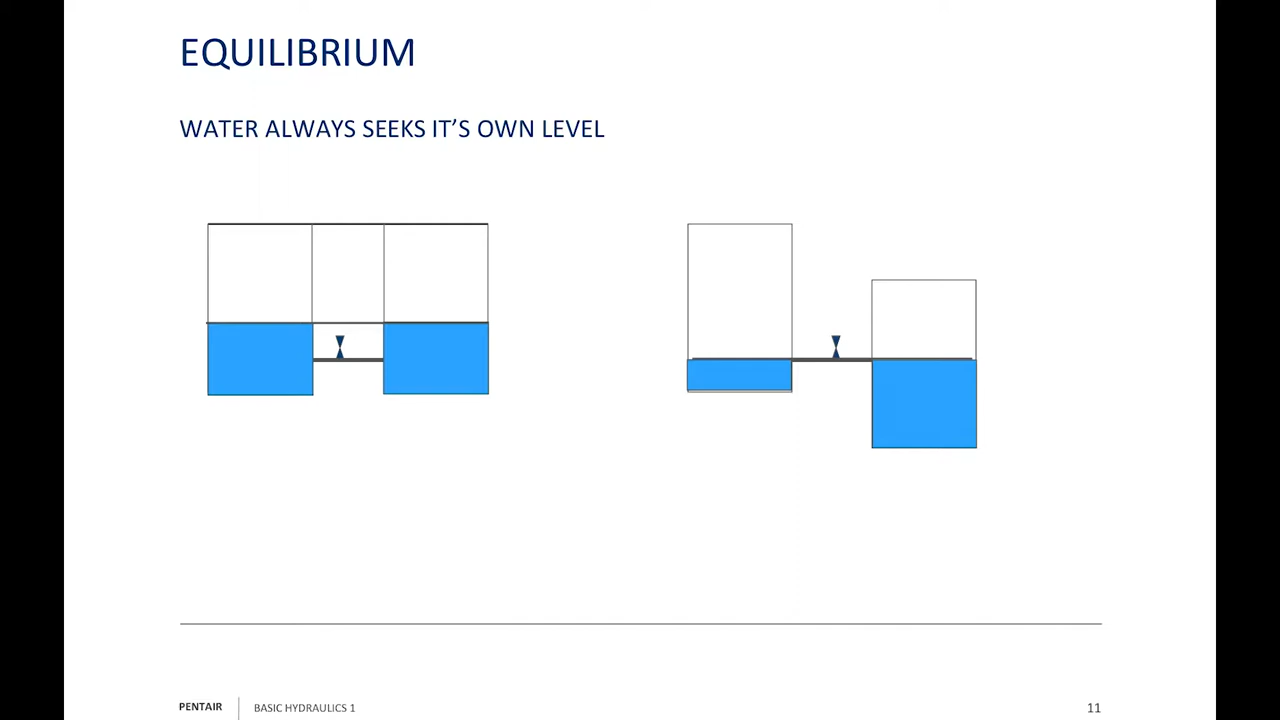 EQUILIBRIUM
WATER ALWAYS SEEKS IT’S OWN LEVEL
PENTAIR
BASIC HYDRAULICS 1
11